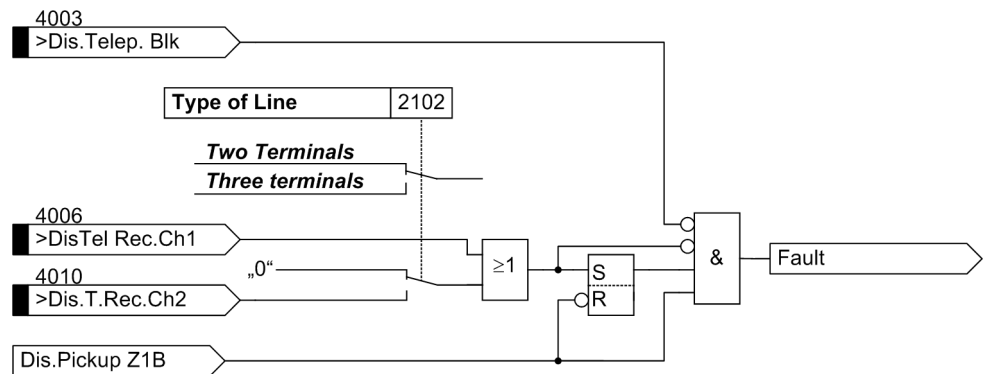 4003
>Dis.Telep. Blk
Type of Line 2102
Two Terminals
Three terminals
4006
>DisTel Rec.Ch1
„0“
4010
>Dis.T.Rec.Ch2
≥1
S
R
&
Fault
Dis.Pickup Z1B